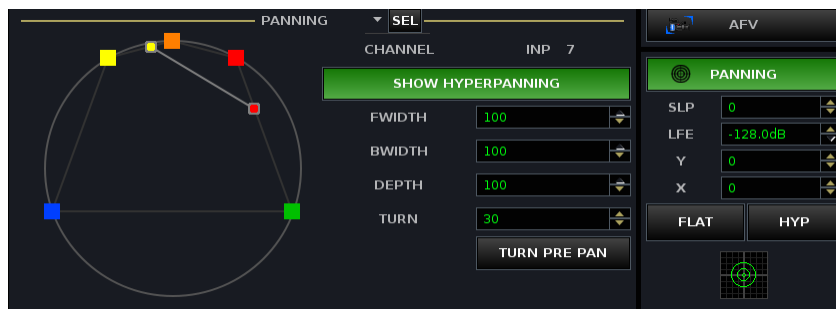 PANNING SEL
CHANNEL INP 7
SHOW HYPERPANNING
FWIDTH 100
BWIDTH 100
DEPTH 100
TURN 30
TURN PRE PAN
AFV
PANNING
SLP 0
LFE -128.0dB
Y 0
X 0
FLAT HYP